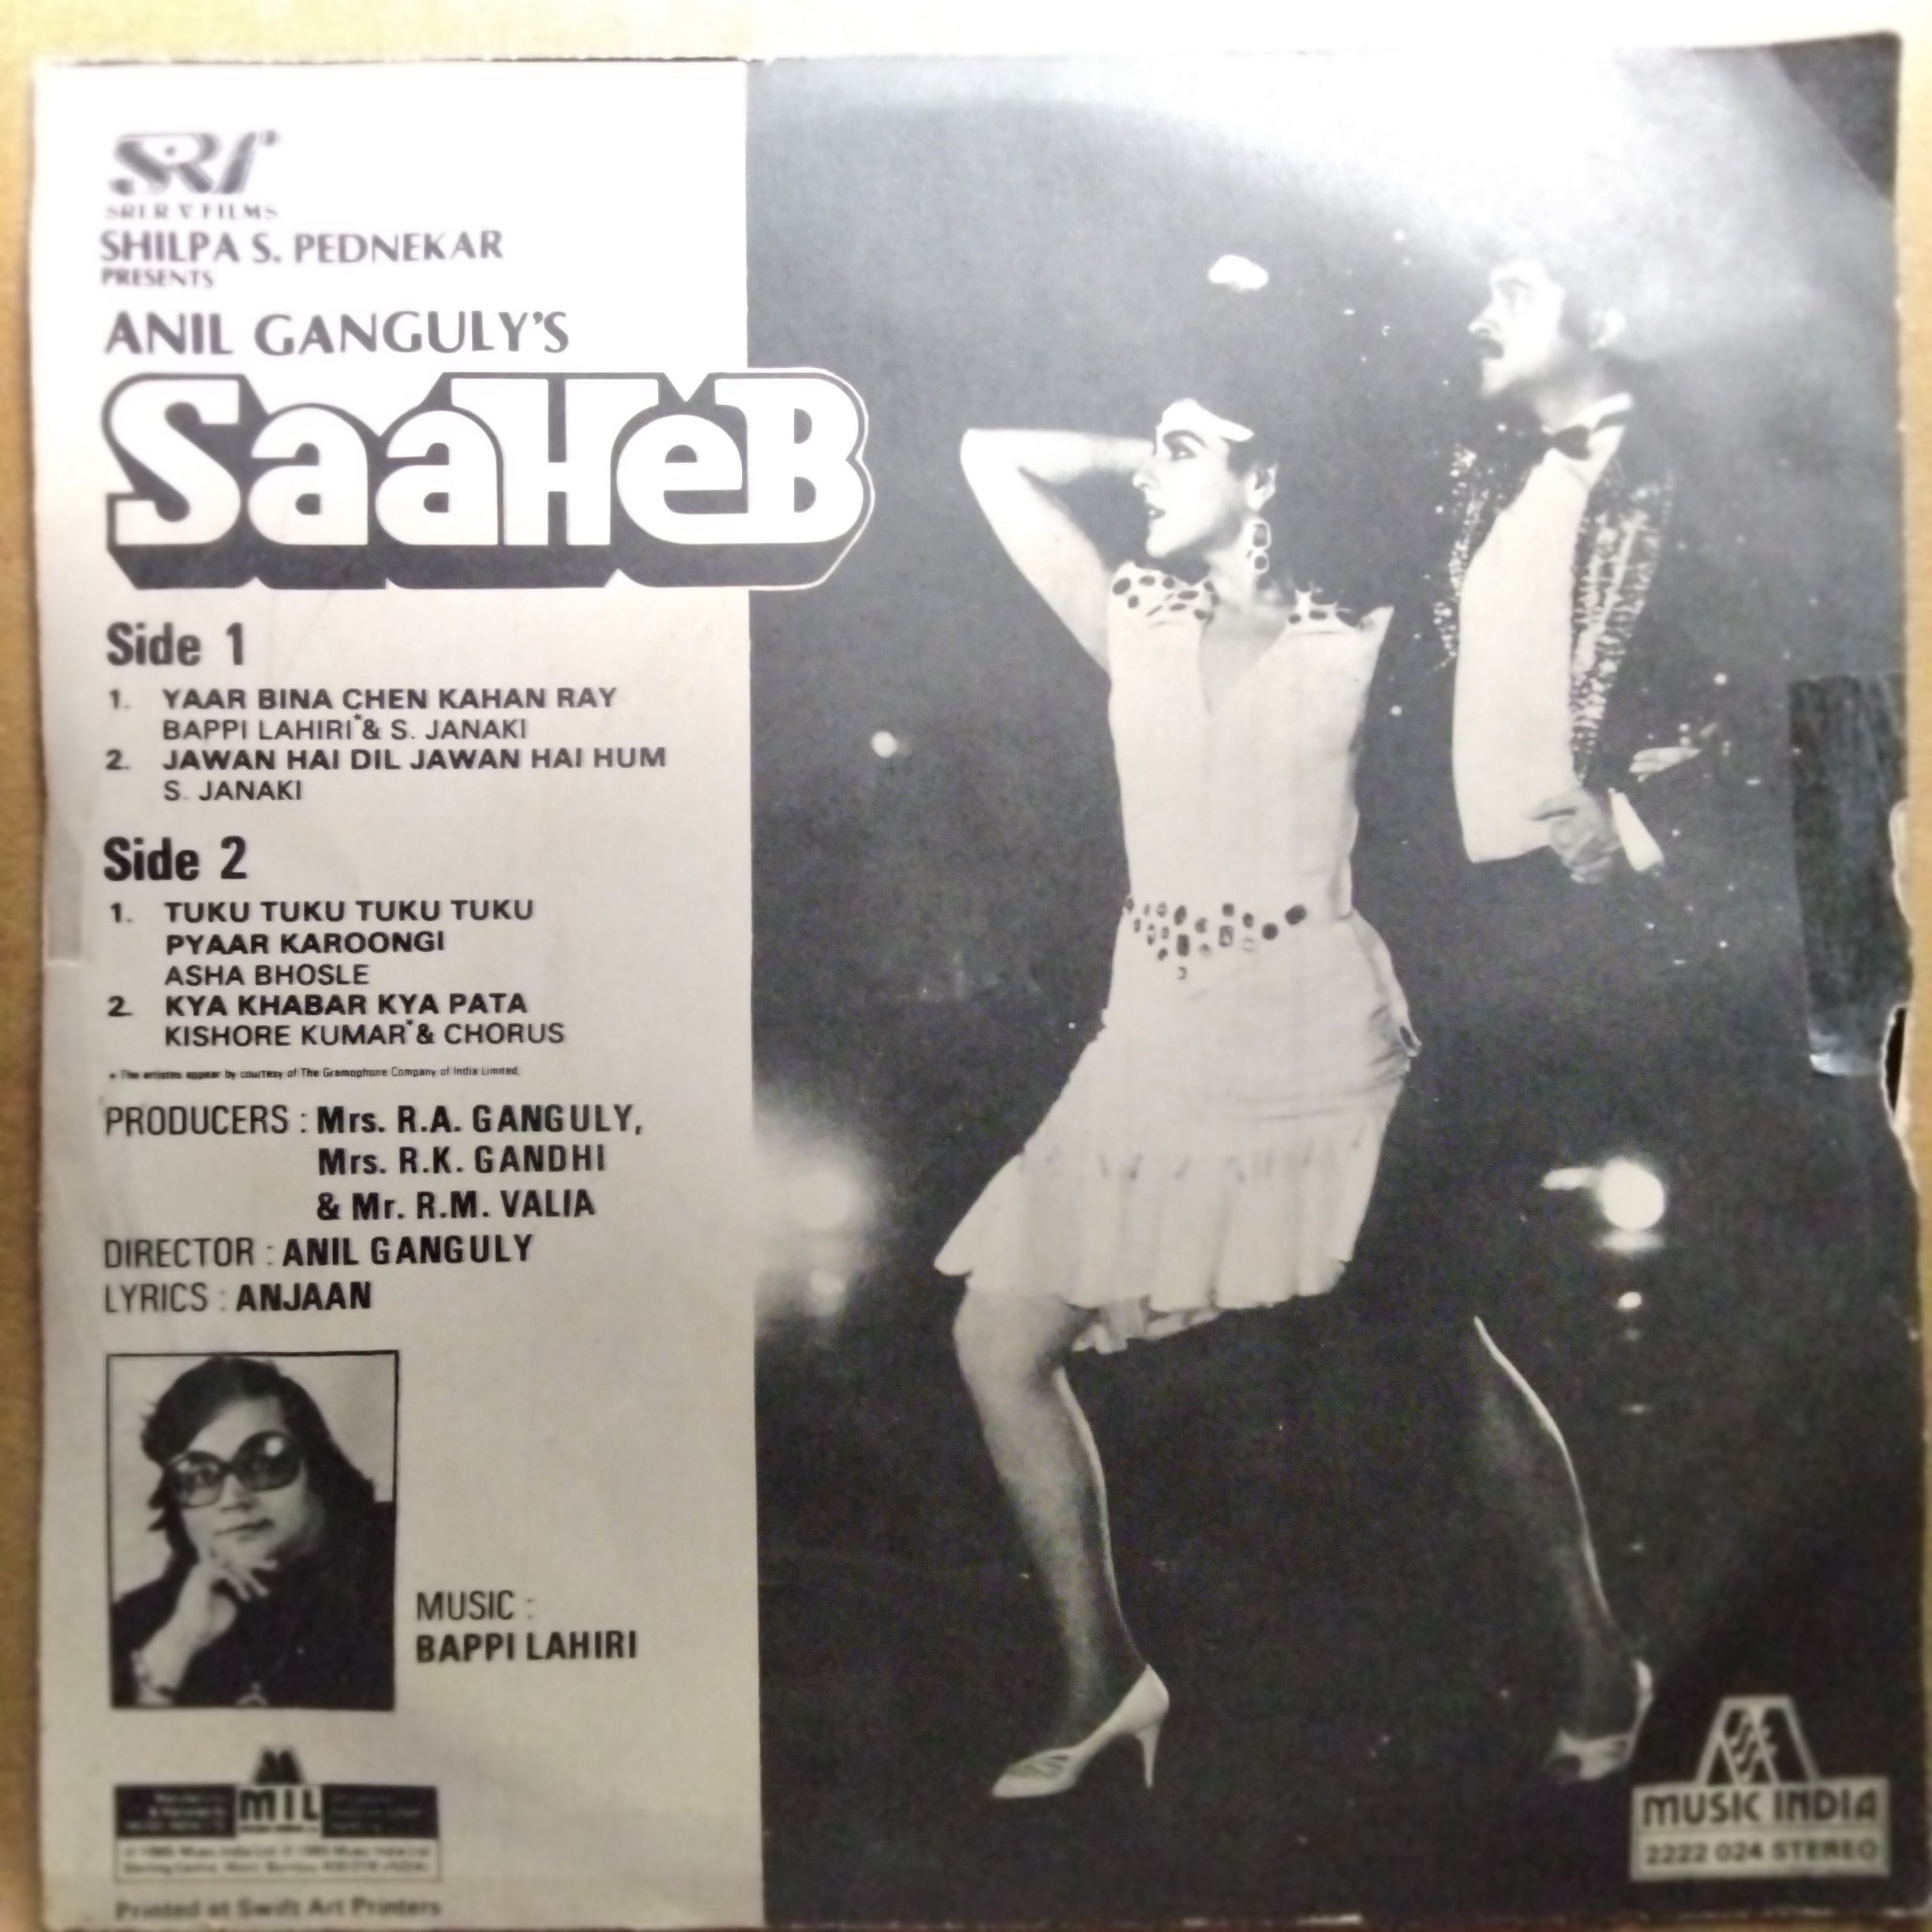 SRI
FILMS
SHILPA S. PEDNEKAR
PRESENTS
ANIL GANGULY'S
SaaHeB
Side 1
1. YAAR BINA CHEN KAHAN RAY
BAPPI LAHIRI* & S. JANAKI
2. JAWAN HAI DIL JAWAN HAI HUM
S. JANAKI
Side 2
1. TUKU TUKU TUKU TUKU
PYAAR KAROONGI
ASHA BHOSLE
2. KYA KHABAR KYA PATA
KISHORE KUMAR* & CHORUS
* The artistes appear by courtesy of The Gramophone Company of India Limited.
PRODUCERS : Mrs. R.A. GANGULY,
Mrs. R.K. GANDHI
& Mr. R.M. VALIA
DIRECTOR : ANIL GANGULY
LYRICS : ANJAAN
MUSIC :
BAPPI LAHIRI
MIL
Printed at Swift Art Printers
MUSIC INDIA
2222 024 STEREO